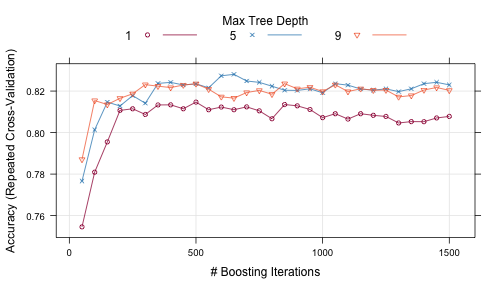 Max Tree Depth
1 5 9
Accuracy (Repeated Cross-Validation)
0.82
0.80
0.78
0.76
0 500 1000 1500
# Boosting Iterations